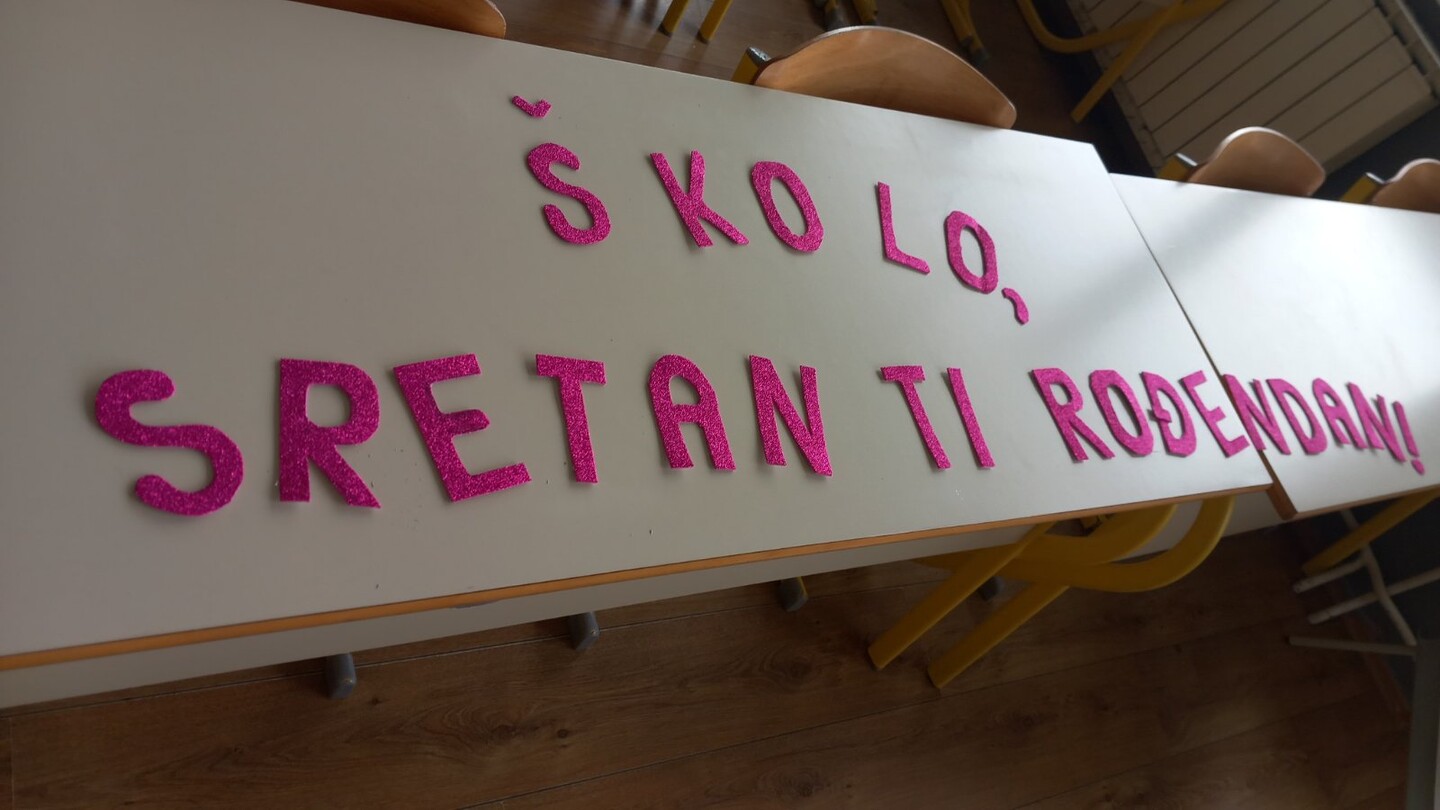 ŠKOLO,
SRETAN TI ROĐENDAN!